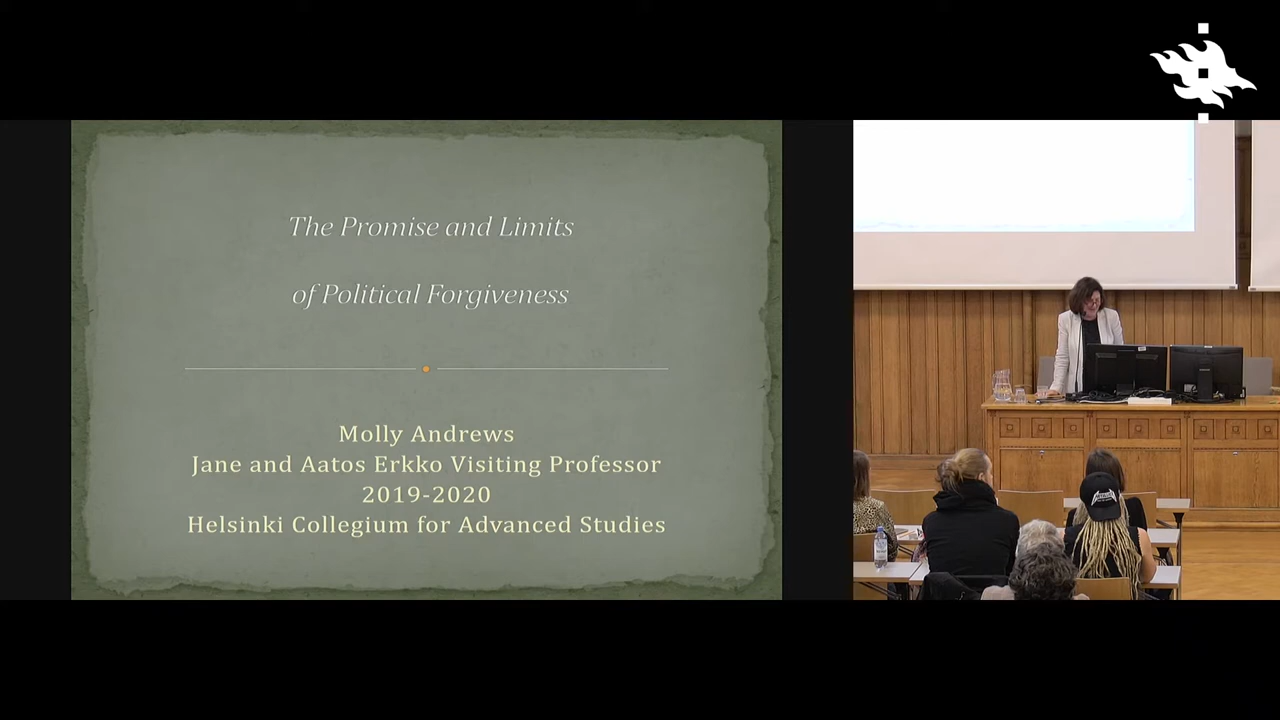 The Promise and Limits
of Political Forgiveness
Molly Andrews
Jane and Aatos Erkko Visiting Professor
2019-2020
Helsinki Collegium for Advanced Studies